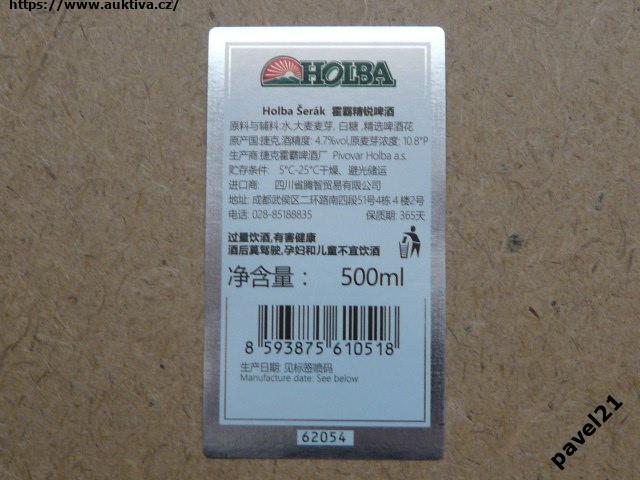 https://www.auktiva.cz/
HOLBA
Holba Šerák 霍霸精锐啤酒
原料与辅料:水,大麦麦芽, 白糖 ,精选啤酒花
原产国:捷克,酒精度: 4.7%vol,原麦芽浓度: 10.8°P
生产商:捷克霍霸啤酒厂 Pivovar Holba a.s.
贮存条件: 5°C-25°C干燥、避光储运
进口商: 四川省腾智贸易有限公司
地址: 成都武侯区二环路南四段51号4栋 4 楼2号
电话: 028-85188835 保质期: 365天
过量饮酒,有害健康
酒后莫驾驶,孕妇和儿童不宜饮酒
净含量: 500ml
8 593875 610518
生产日期: 见标签喷码
Manufacture date: See below
62054
pavel21